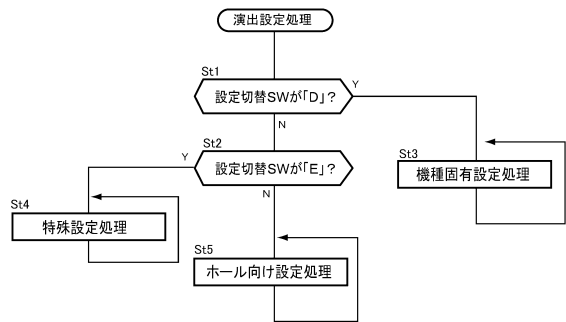 演出設定処理
St1
設定切替SWが「D」?
Y
N
St2
設定切替SWが「E」?
Y
N
St3
機種固有設定処理
St4
特殊設定処理
St5
ホール向け設定処理